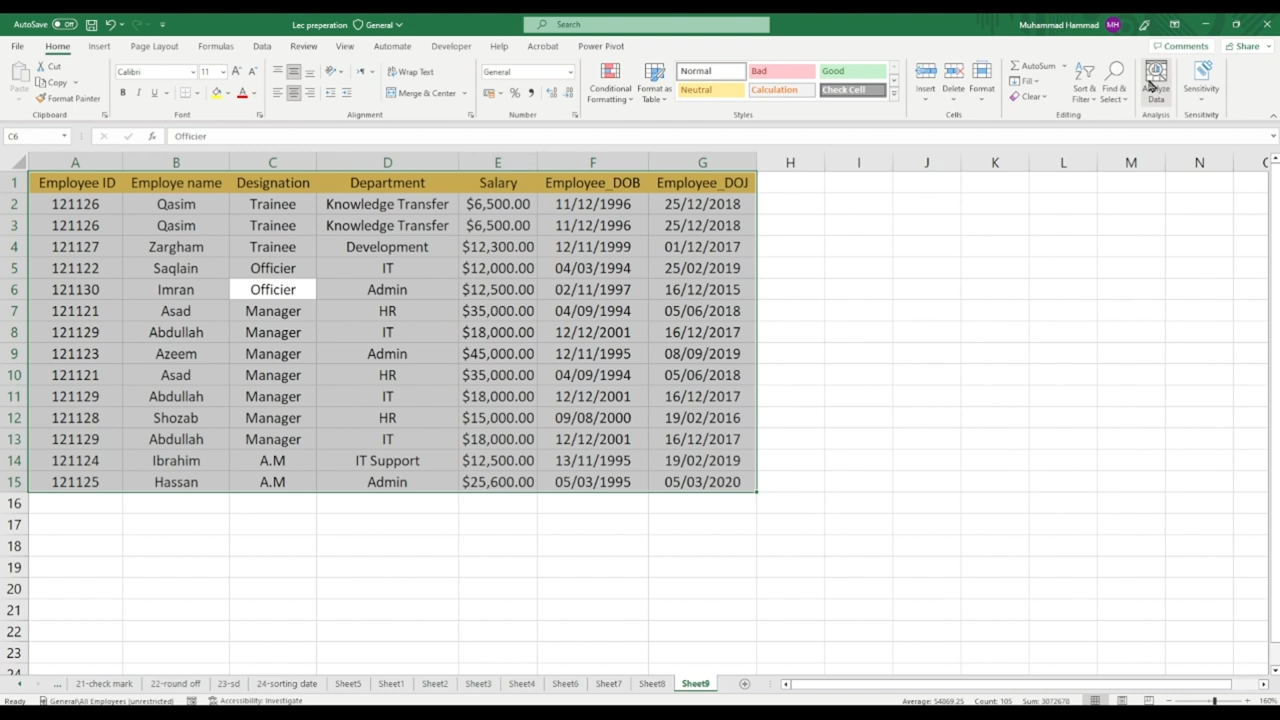 AutoSave Off Lec preperation General Search Muhammad Hammad MH
File Home Insert Page Layout Formulas Data Review View Automate Developer Help Acrobat Power Pivot Comments Share
Paste Cut Copy Format Painter
Calibri 11 A A B I U A
Wrap Text Merge & Center
General % ,
Conditional Formatting Format as Table Normal Bad Good Neutral Calculation Check Cell
Insert Delete Format AutoSum Fill Clear Sort & Filter Find & Select Analyze Data Sensitivity
Clipboard Font Alignment Number Styles Cells Editing Analysis Sensitivity
C6 fx Officier
A B C D E F G H I J K L M N
1 Employee ID Employe name Designation Department Salary Employee_DOB Employee_DOJ
2 121126 Qasim Trainee Knowledge Transfer $6,500.00 11/12/1996 25/12/2018
3 121126 Qasim Trainee Knowledge Transfer $6,500.00 11/12/1996 25/12/2018
4 121127 Zargham Trainee Development $12,300.00 12/11/1999 01/12/2017
5 121122 Saqlain Officier IT $12,000.00 04/03/1994 25/02/2019
6 121130 Imran Officier Admin $12,500.00 02/11/1997 16/12/2015
7 121121 Asad Manager HR $35,000.00 04/09/1994 05/06/2018
8 121129 Abdullah Manager IT $18,000.00 12/12/2001 16/12/2017
9 121123 Azeem Manager Admin $45,000.00 12/11/1995 08/09/2019
10 121121 Asad Manager HR $35,000.00 04/09/1994 05/06/2018
11 121129 Abdullah Manager IT $18,000.00 12/12/2001 16/12/2017
12 121128 Shozab Manager HR $15,000.00 09/08/2000 19/02/2016
13 121129 Abdullah Manager IT $18,000.00 12/12/2001 16/12/2017
14 121124 Ibrahim A.M IT Support $12,500.00 13/11/1995 19/02/2019
15 121125 Hassan A.M Admin $25,600.00 05/03/1995 05/03/2020
16
17
18
19
20
21
22
23
24
... 21-check mark 22-round off 23-sd 24-sorting date Sheet5 Sheet1 Sheet2 Sheet3 Sheet4 Sheet6 Sheet7 Sheet8 Sheet9
Ready General\All Employees (unrestricted) Accessibility: Investigate Average: 54869.25 Count: 105 Sum: 3072678 160%